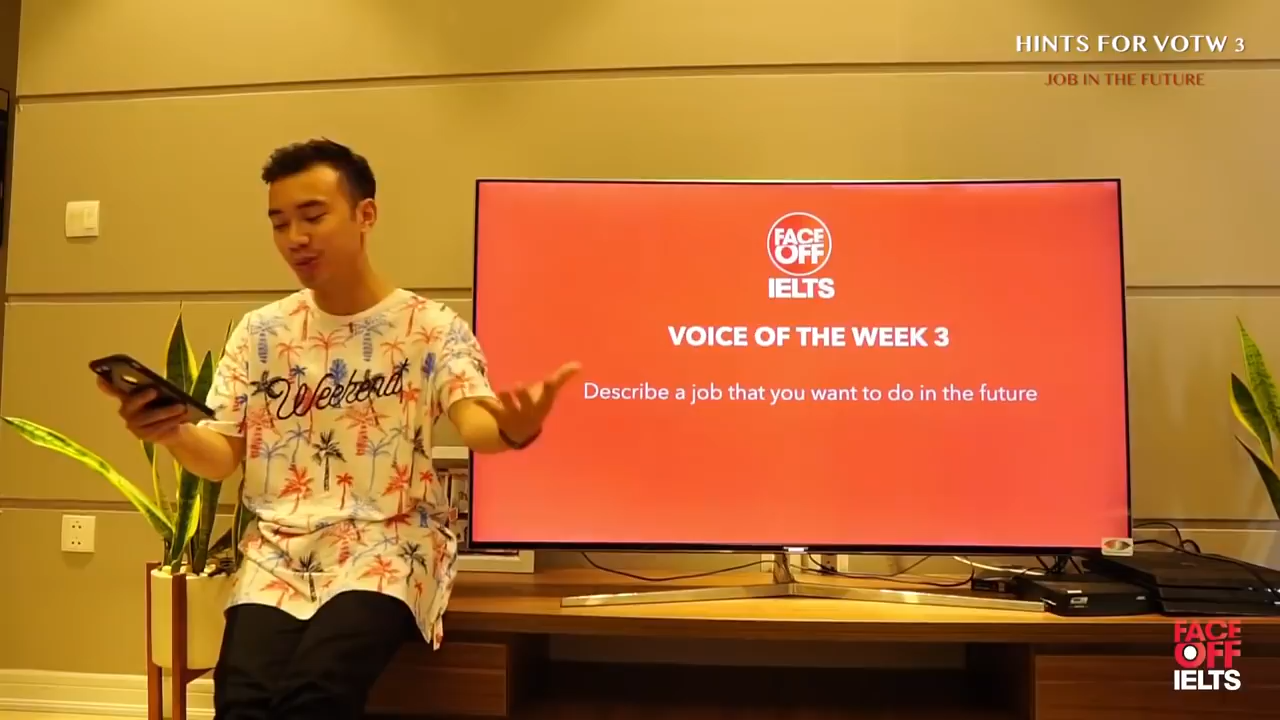 HINTS FOR VOTW 3
JOB IN THE FUTURE
FACE
OFF
IELTS
VOICE OF THE WEEK 3
Describe a job that you want to do in the future
Weekend
FACE
OFF
IELTS